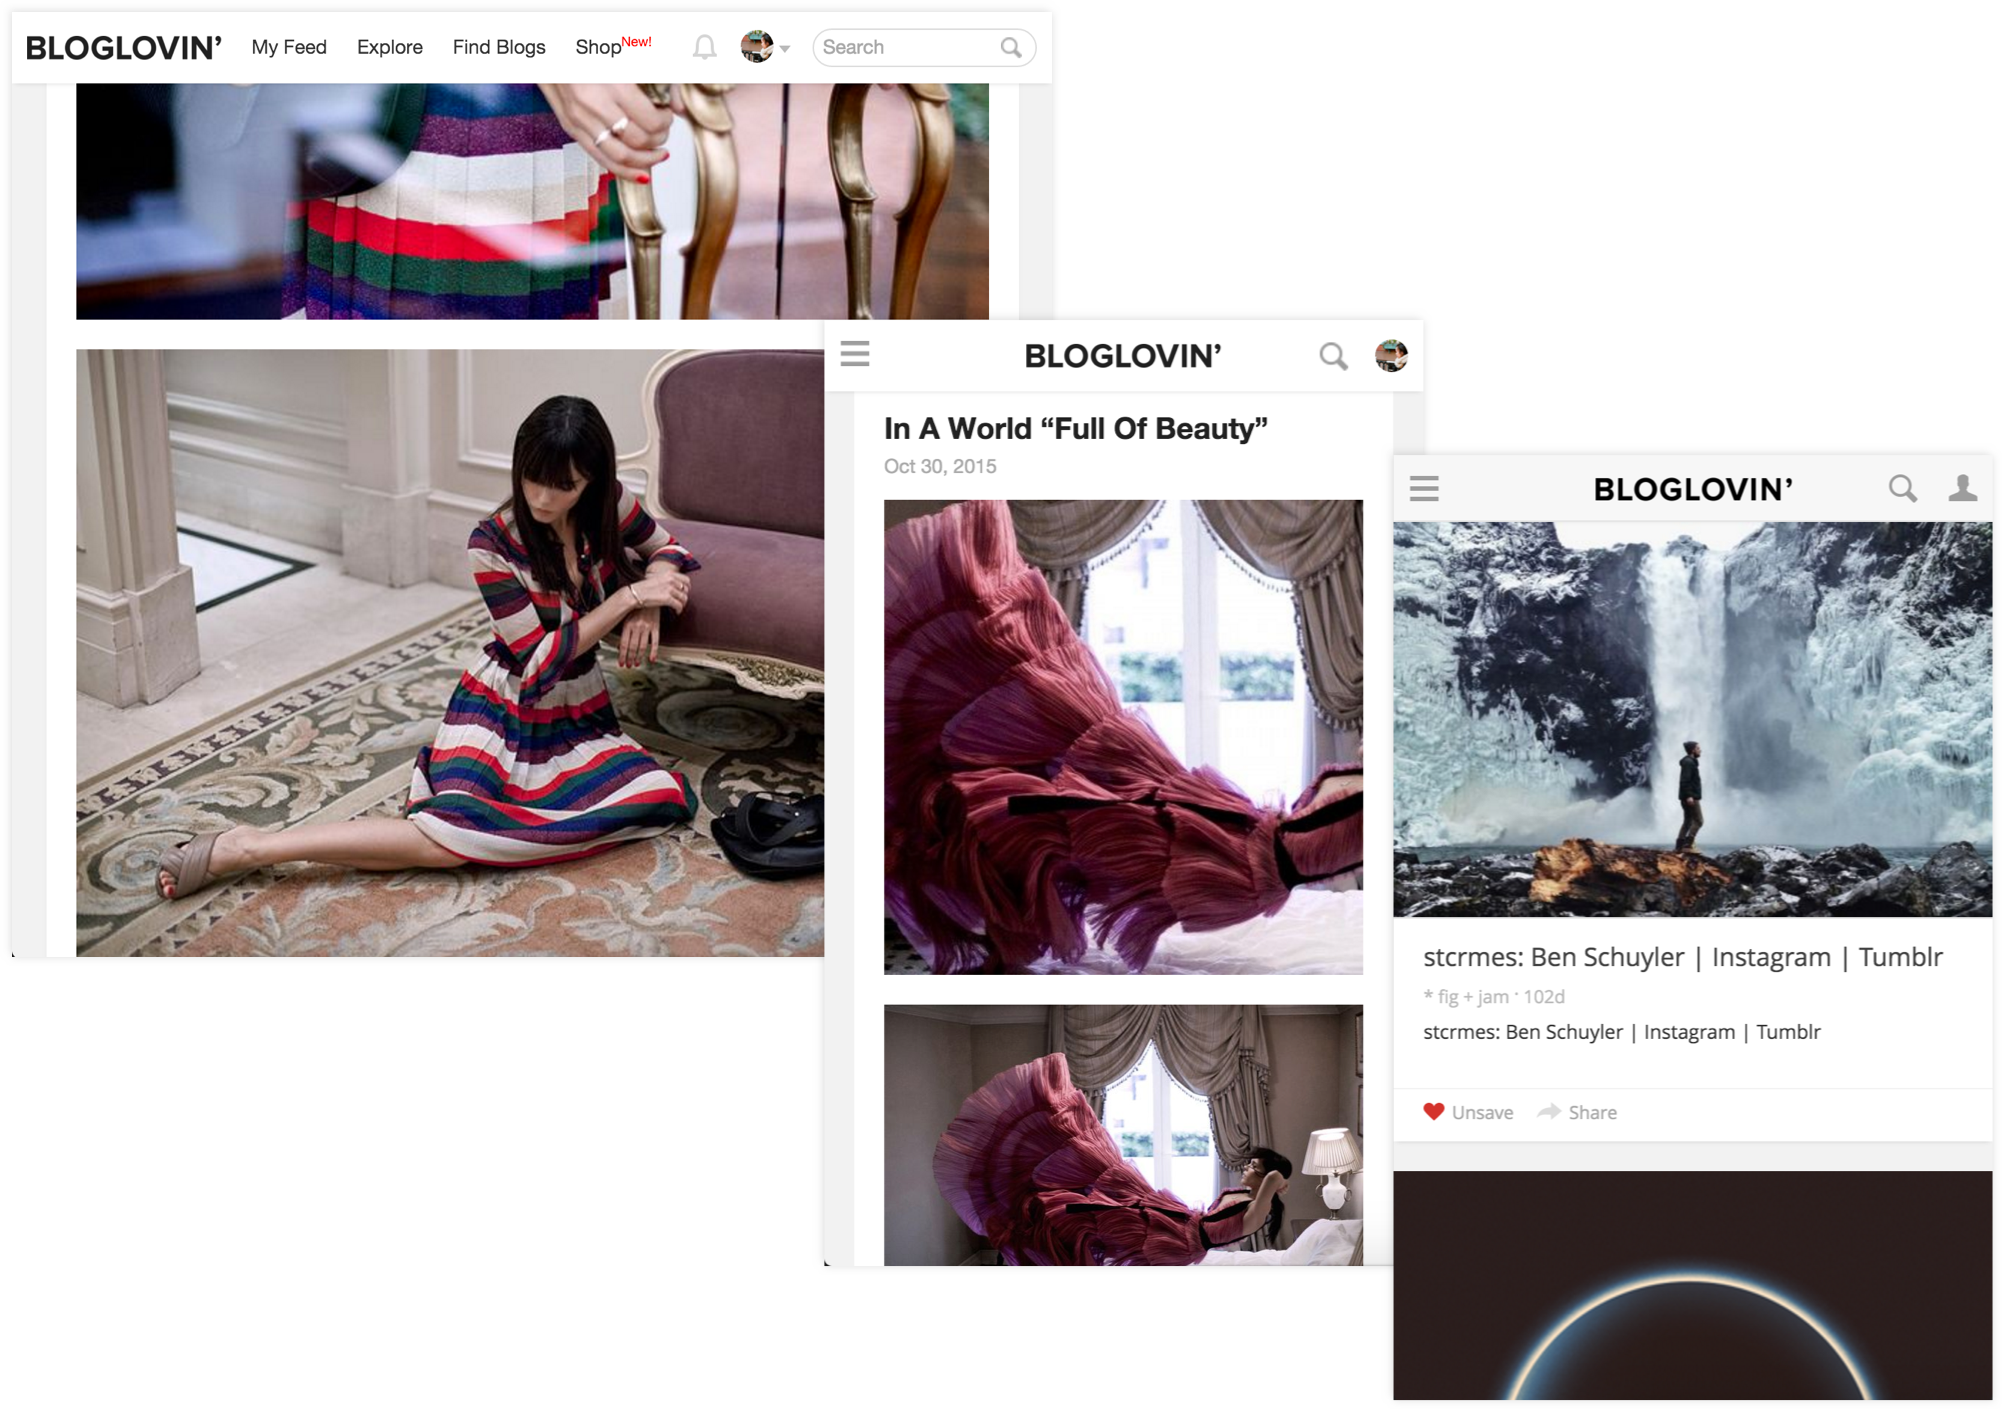 BLOGLOVIN’ My Feed Explore Find Blogs Shop New! Search
BLOGLOVIN’
In A World “Full Of Beauty”
Oct 30, 2015
BLOGLOVIN’
stcrmes: Ben Schuyler | Instagram | Tumblr
* fig + jam · 102d
stcrmes: Ben Schuyler | Instagram | Tumblr
Unsave Share